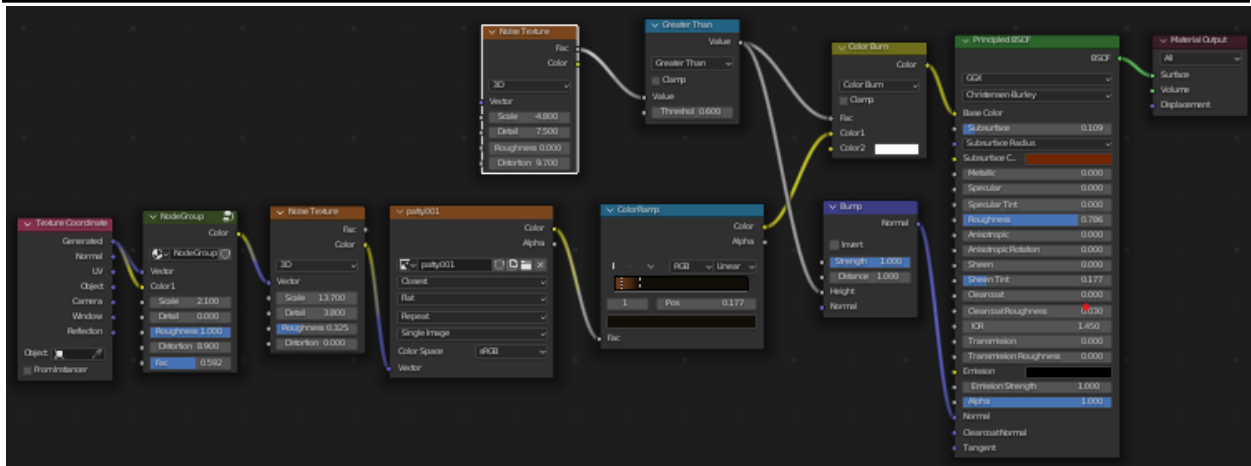 Texture Coordinate
Generated
Normal
UV
Object
Camera
Window
Reflection
Object:
From Instancer
NodeGroup
Color
NodeGroup
Vector
Color1
Scale 2.100
Detail 0.000
Roughness 1.000
Distortion 8.900
Fac 0.592
Noise Texture
Fac
Color
3D
Vector
Scale 13.700
Detail 3.800
Roughness 0.325
Distortion 0.000
patty001
Color
Alpha
patty001
Closest
Flat
Repeat
Single Image
Color Space sRGB
Vector
Noise Texture
Fac
Color
3D
Vector
Scale -4.800
Detail 7.500
Roughness 0.000
Distortion 9.700
Greater Than
Value
Greater Than
Clamp
Value
Threshol 0.600
ColorRamp
Color
Alpha
RGB Linear
1 Pos 0.177
Fac
Color Burn
Color
Color Burn
Clamp
Fac
Color1
Color2
Bump
Normal
Invert
Strength 1.000
Distance 1.000
Height
Normal
Principled BSDF
BSDF
GGX
Christensen-Burley
Base Color
Subsurface 0.109
Subsurface Radius
Subsurface C...
Metallic 0.000
Specular 0.000
Specular Tint 0.000
Roughness 0.786
Anisotropic 0.000
Anisotropic Rotation 0.000
Sheen 0.000
Sheen Tint 0.177
Clearcoat 0.000
Clearcoat Roughness 0.030
IOR 1.450
Transmission 0.000
Transmission Roughness 0.000
Emission
Emission Strength 1.000
Alpha 1.000
Normal
Clearcoat Normal
Tangent
Material Output
All
Surface
Volume
Displacement